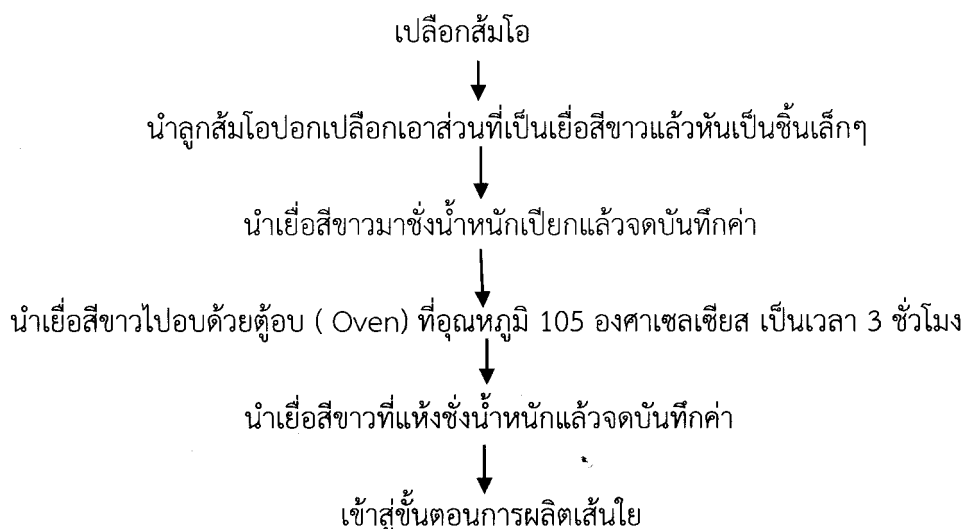 เปลือกส้มโอ
นำลูกส้มโอปอกเปลือกเอาส่วนที่เป็นเยื่อสีขาวแล้วหันเป็นชิ้นเล็กๆ
นำเยื่อสีขาวมาชั่งน้ำหนักเปียกแล้วจดบันทึกค่า
นำเยื่อสีขาวไปอบด้วยตู้อบ ( Oven) ที่อุณหภูมิ 105 องศาเซลเซียส เป็นเวลา 3 ชั่วโมง
นำเยื่อสีขาวที่แห้งชั่งน้ำหนักแล้วจดบันทึกค่า
เข้าสู่ขั้นตอนการผลิตเส้นใย